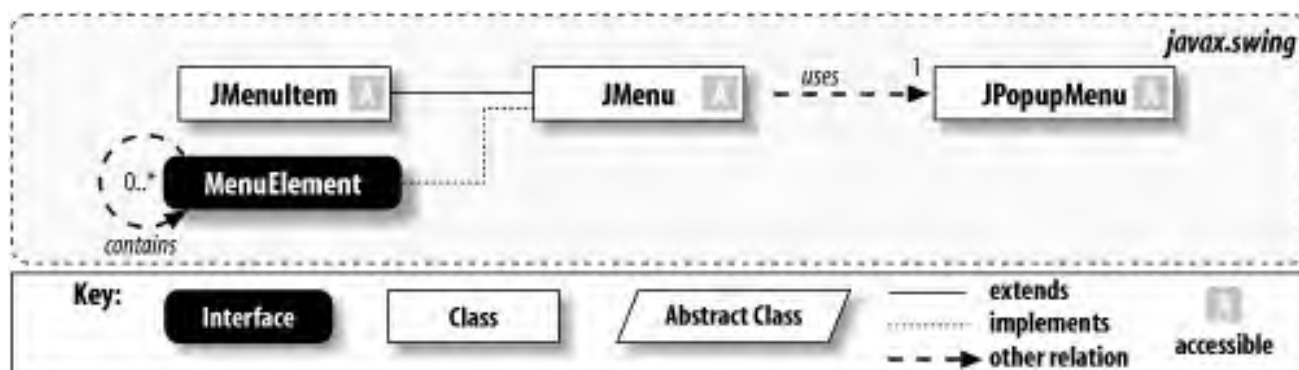 javax.swing
JMenuItem A
JMenu A
uses
1
JPopupMenu A
0..*
MenuElement
contains
Key:
Interface
Class
Abstract Class
extends
implements
other relation
A
accessible